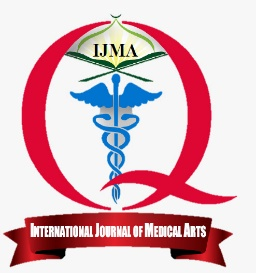 IJMA
Q
INTERNATIONAL JOURNAL OF MEDICAL ARTS